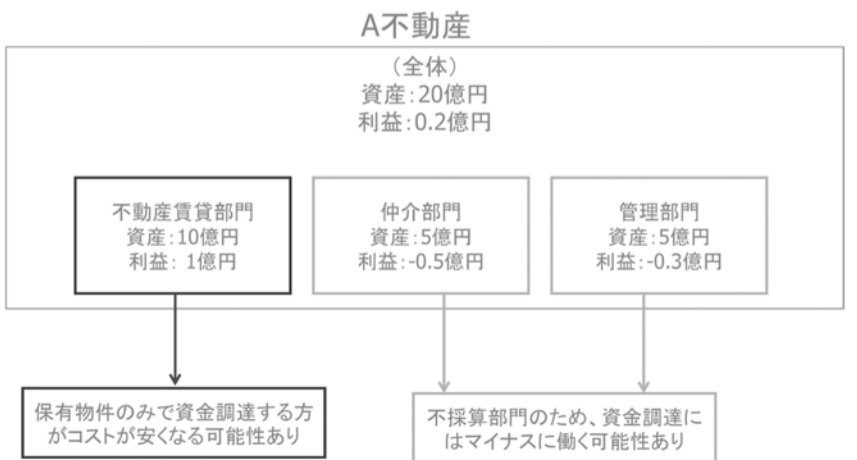 A不動産
（全体）
資産：20億円
利益：0.2億円
不動産賃貸部門
資産：10億円
利益： 1億円
仲介部門
資産：5億円
利益：-0.5億円
管理部門
資産：5億円
利益：-0.3億円
保有物件のみで資金調達する方
がコストが安くなる可能性あり
不採算部門のため、資金調達に
はマイナスに働く可能性あり